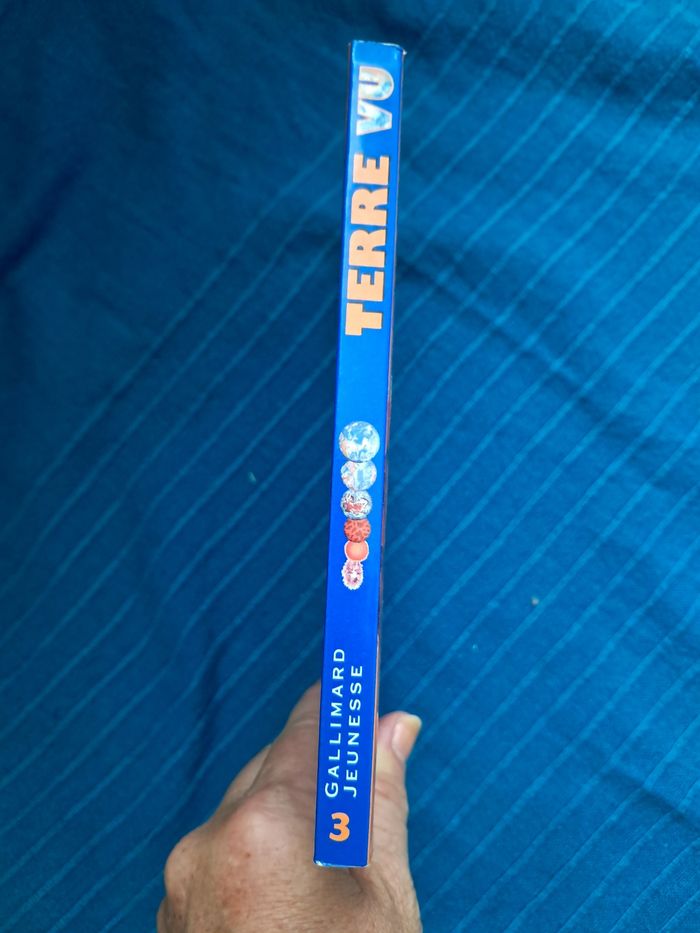 TERRE VU
GALLIMARD
JEUNESSE
3